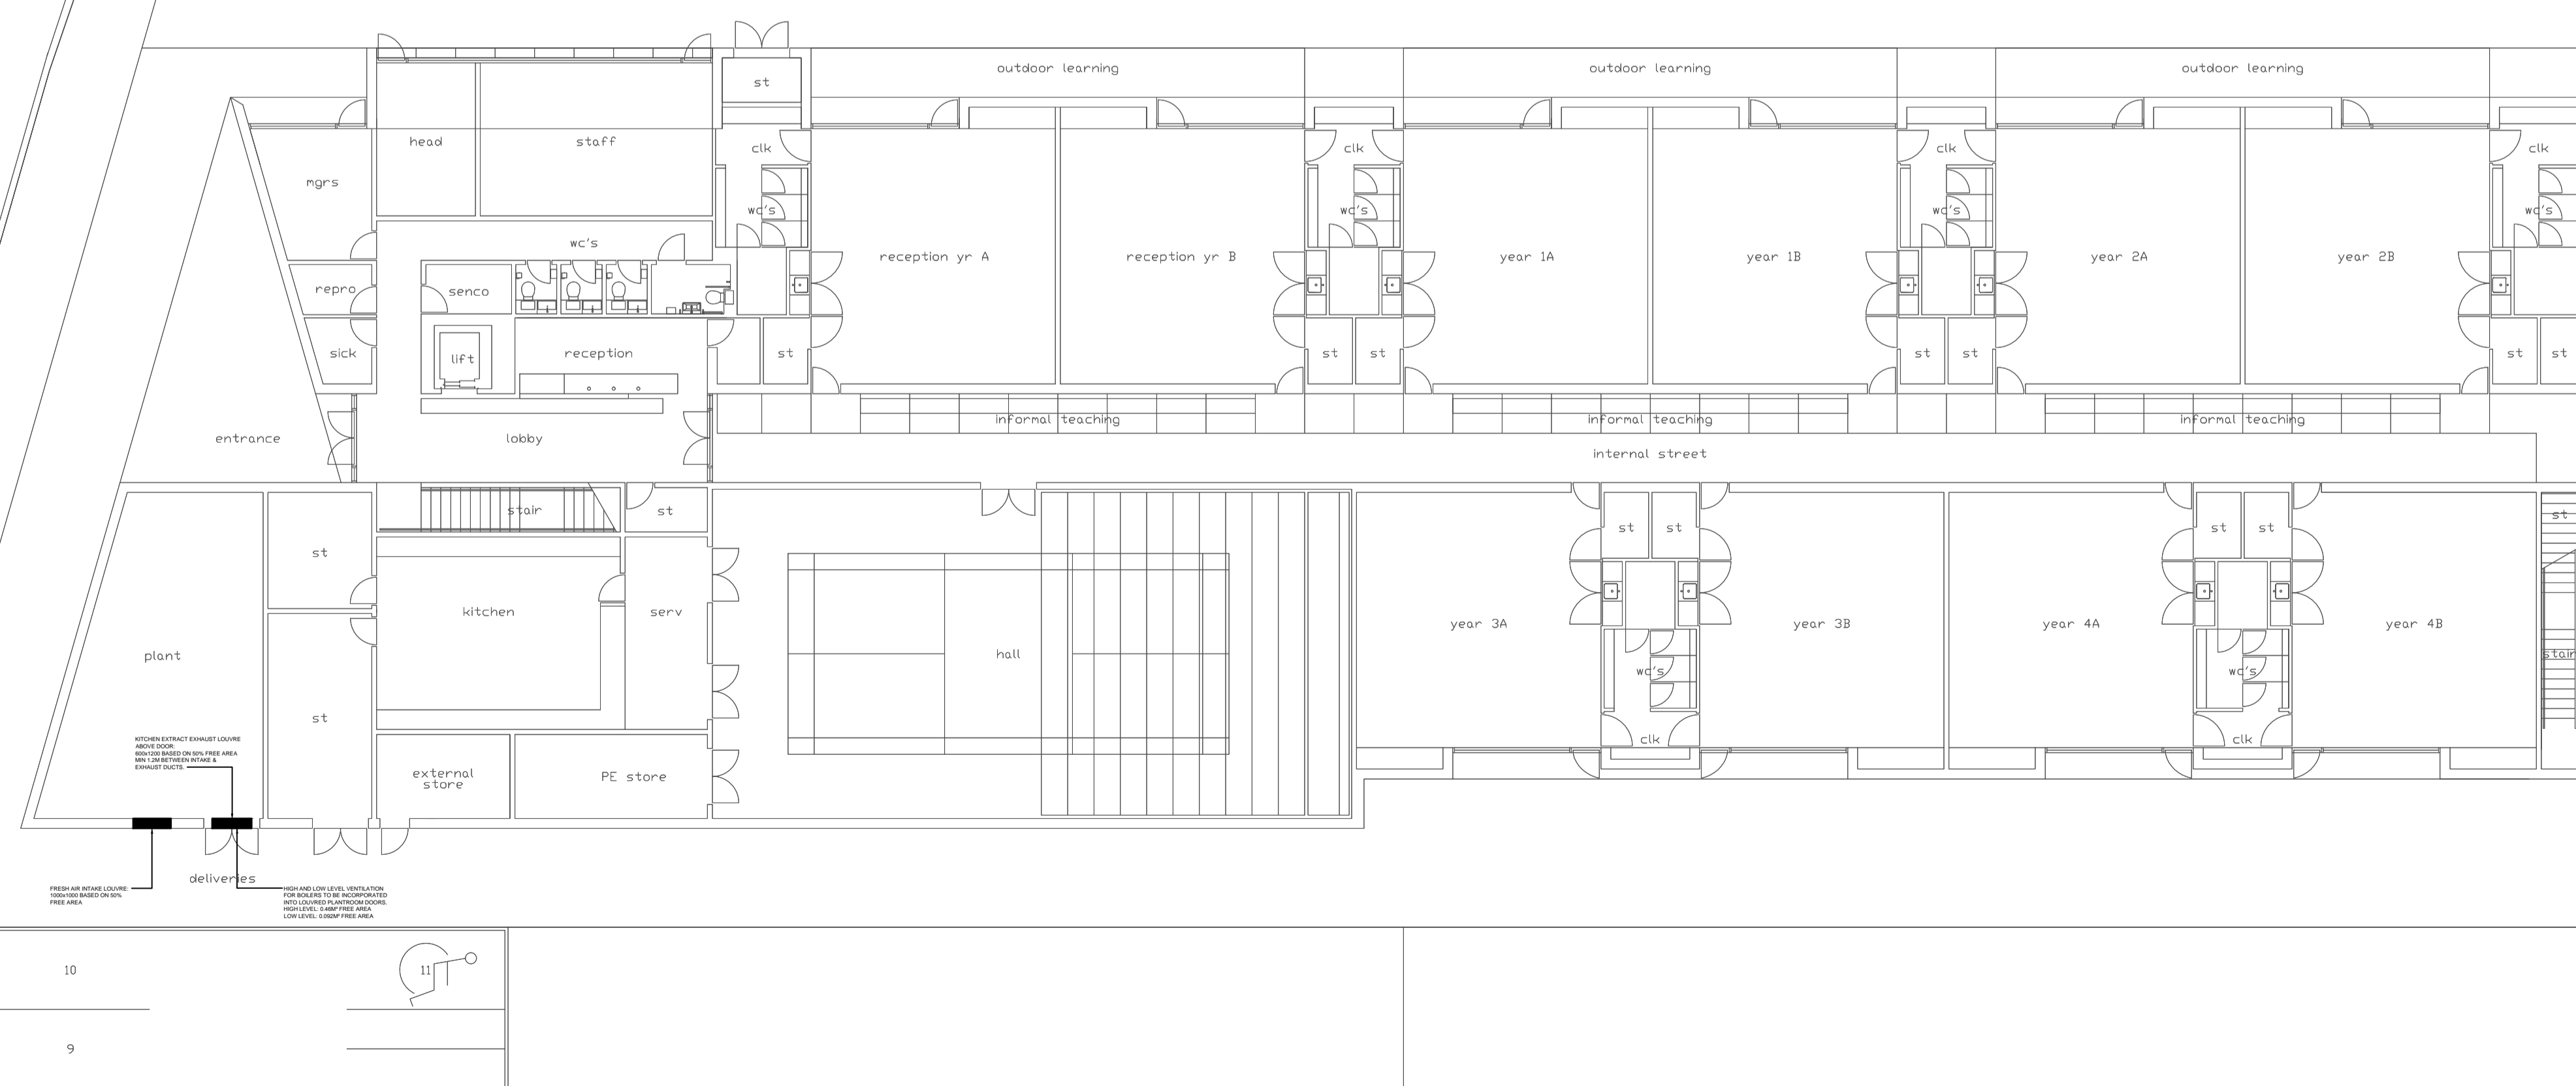 outdoor learning
outdoor learning
outdoor learning
st
head
staff
clk
clk
clk
clk
mgrs
wc's
wc's
wc's
wc's
wc's
reception yr A
reception yr B
year 1A
year 1B
year 2A
year 2B
repro
senco
sick
lift
reception
st
st
st
st
st
st
st
informal teaching
informal teaching
informal teaching
entrance
lobby
internal street
stair
st
st
st
st
st
st
st
kitchen
serv
hall
year 3A
year 3B
year 4A
year 4B
plant
stair
wc's
wc's
st
clk
clk
KITCHEN EXTRACT EXHAUST LOUVRE
ABOVE DOOR:
600x1200 BASED ON 50% FREE AREA
MIN 1.2M BETWEEN INTAKE &
EXHAUST DUCTS.
external
store
PE store
deliveries
FRESH AIR INTAKE LOUVRE:
1000x1000 BASED ON 50%
FREE AREA
HIGH AND LOW LEVEL VENTILATION
FOR BOILERS TO BE INCORPORATED
INTO LOUVRED PLANTROOM DOORS.
HIGH LEVEL: 0.46M² FREE AREA
LOW LEVEL: 0.092M² FREE AREA
10
11
9